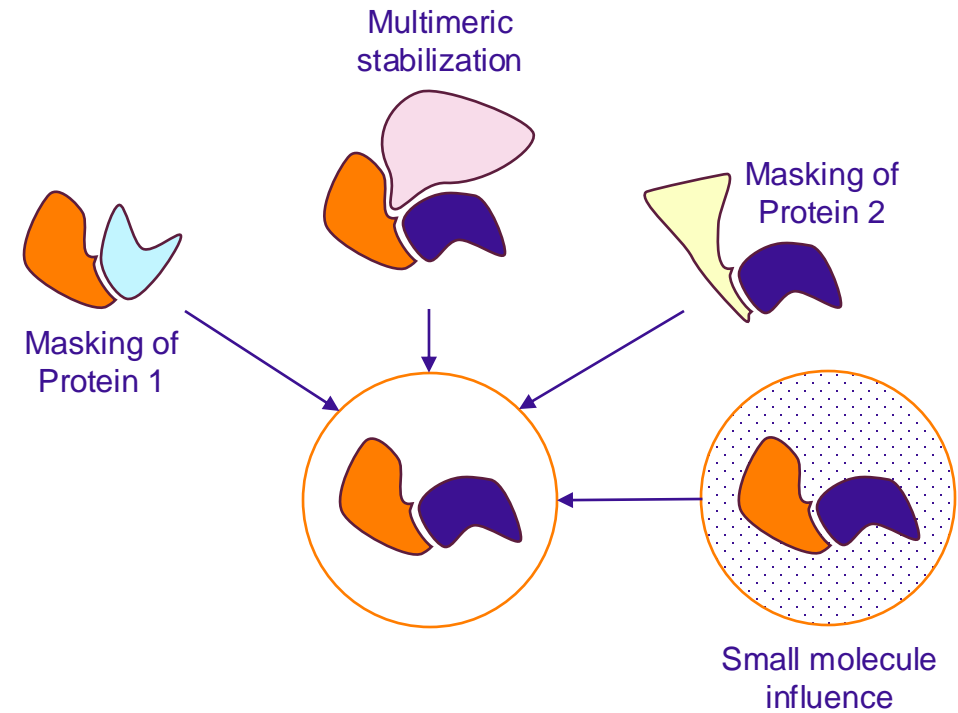 Multimeric
stabilization
Masking of
Protein 2
Masking of
Protein 1
Small molecule
influence